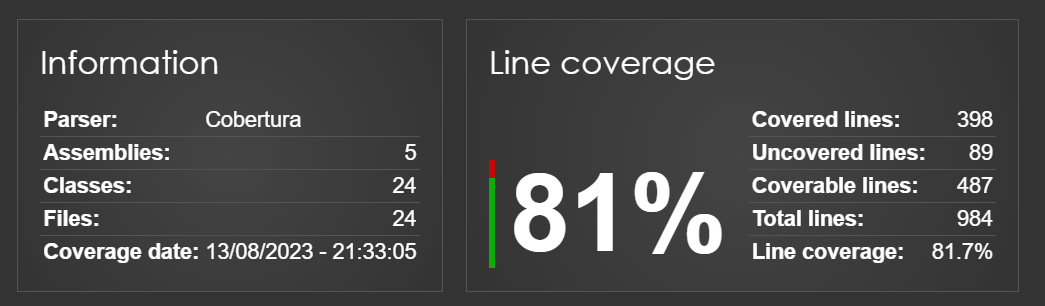 Information
Parser: Cobertura
Assemblies: 5
Classes: 24
Files: 24
Coverage date: 13/08/2023 - 21:33:05
Line coverage
81%
Covered lines: 398
Uncovered lines: 89
Coverable lines: 487
Total lines: 984
Line coverage: 81.7%